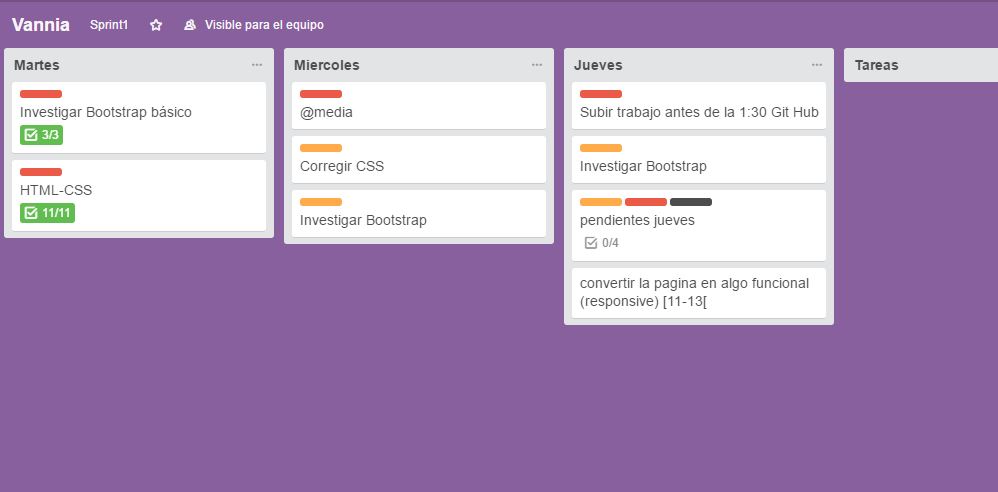 Vannia
Sprint1
Visible para el equipo
Martes
Investigar Bootstrap básico
3/3
HTML-CSS
11/11
Miercoles
@media
Corregir CSS
Investigar Bootstrap
Jueves
Subir trabajo antes de la 1:30 Git Hub
Investigar Bootstrap
pendientes jueves
0/4
convertir la pagina en algo funcional
(responsive) [11-13[
Tareas